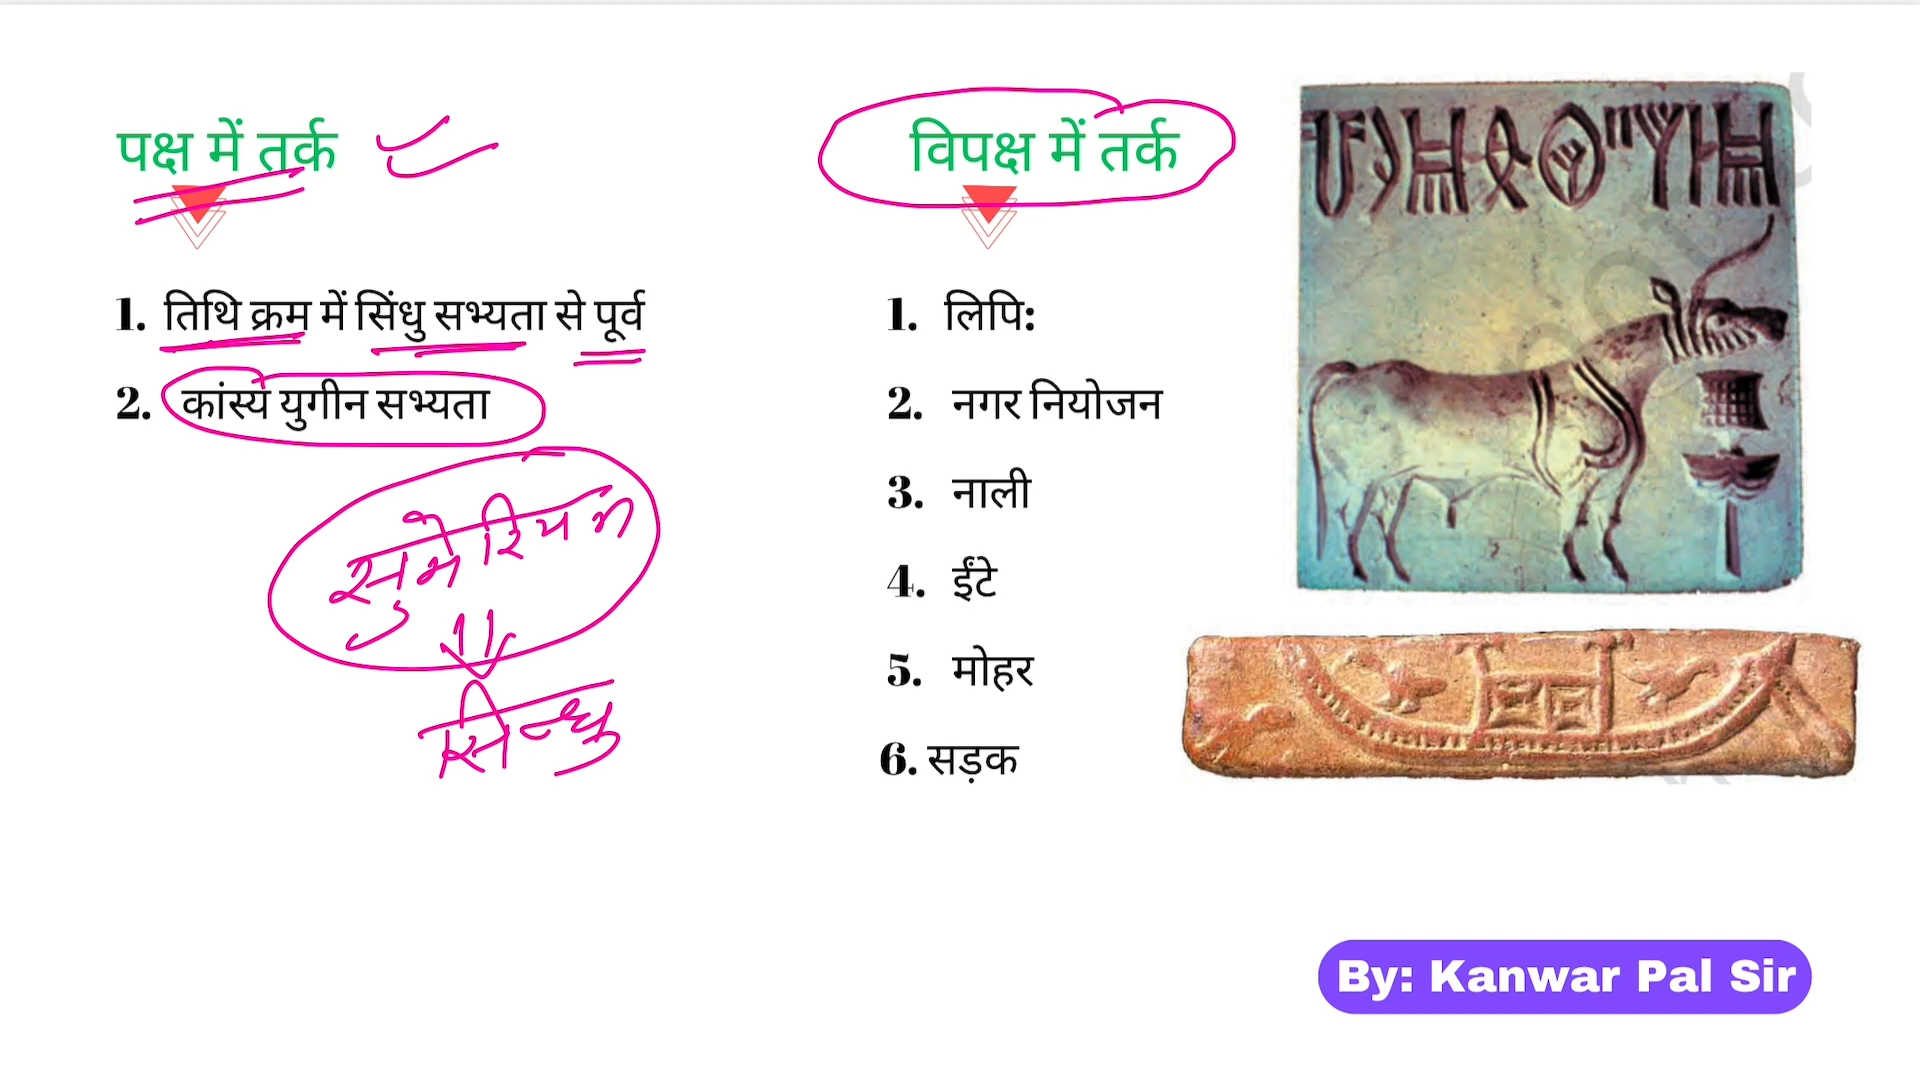 पक्ष में तर्क
1. तिथि क्रम में सिंधु सभ्यता से पूर्व
2. कांस्य युगीन सभ्यता
सुमेरियन
सिन्धु
विपक्ष में तर्क
1. लिपि:
2. नगर नियोजन
3. नाली
4. ईंटे
5. मोहर
6. सड़क
By: Kanwar Pal Sir